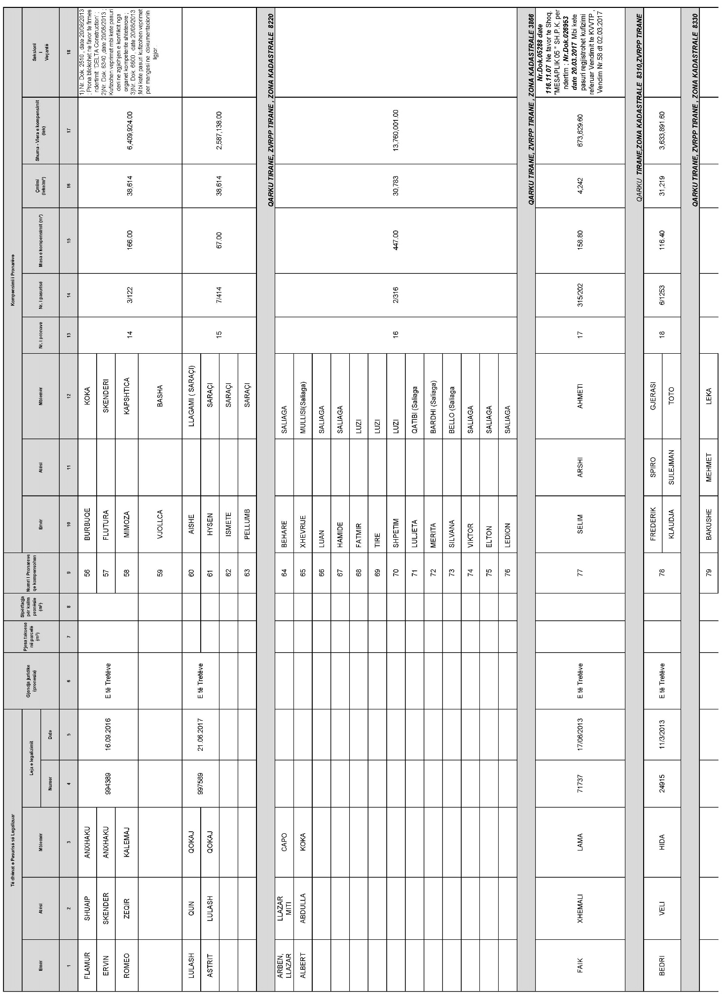 Të dhënat e Pasurisë së Legalizuar
Kompensimi i Pronarëve
Emër
Atësi
Mbiemër
Leja e legalizimit
Numer
Date
Gjendja juridike
(pronesia)
Pjesa takuese
në parcelë
(m²)
Sipërfaqja
për kalim
pronësie
(m²)
Numri i Pronareve
qe kompensohen
Emër
Atësi
Mbiemër
Nr. i pronave
Nr. i pasurisë
Masa e kompensimit (m²)
Çmimi
(leke/m²)
Shuma - Vlera e kompensimit
(lek)
Seksioni
i
Veçantë
1 2 3 4 5 6 7 8 9 10 11 12 13 14 15 16 17 18
FLAMUR SHUAIP ANXHAKU 56 BURBUQE KOKA
ERVIN SKENDER ANXHAKU 994389 16.09.2016 E të Tretëve 57 FLUTURA SKENDERI
ROMEO ZEQIR KALEMAJ 58 MIMOZA KAPSHTICA 14 3/122 166.00 38,614 6,409,924.00
59 VJOLLCA BASHA
1) Nr. Dok. 2510 , date 20/08/2013
; Prona bllokohet ne favor te firmes
ndertimit 'DELTA Construction' ;
2)Nr. Dok. 6340 ,date 20/08/2013 ;
Kufizohen veprimet mbi kete pasuri
deri ne zgjidhjen e konfliktit nga
organet kompetente shteterore ;
3)Nr. Dok. 6600 , date 20/08/2013
;Mbi kete pasuri kufizohen veprimet
per mangesi ne dokumentacionin
ligjor .
LULASH QUN QOKAJ 997589 21.06.2017 E të Tretëve 60 AISHE LLAGAMI ( SARAÇI)
ASTRIT LULASH QOKAJ 61 HYSEN SARAÇI 15 7/414 67.00 38,614 2,587,138.00
62 ISMETE SARAÇI
63 PELLUMB SARAÇI
QARKU TIRANE, ZVRPP TIRANE , ZONA KADASTRALE 8220
ARBEN,
LLAZAR
LLAZAR
MITI
CAPO 64 BEHARE SALIAGA
ALBERT ABDULLA KOKA 65 XHEVRIJE MULLISI(Saliaga)
66 LUAN SALIAGA
67 HAMIDE SALIAGA
68 FATMIR LUZI
69 TIRE LUZI
70 SHPETIM LUZI 16 2/316 447.00 30,783 13,760,001.00
71 LULJETA QATIBI (Saliaga
72 MERITA BARDHI (Saliaga)
73 SILVANA BELLO (Saliaga
74 VIKTOR SALIAGA
75 ELTON SALIAGA
76 LEDION SALIAGA
QARKU TIRANE, ZVRPP TIRANE , ZONA KADASTRALE 3866
FAIK XHEMALI LAMA 71737 17/06/2013 E të Tretëve 77 SELIM ARSHI AHMETI 17 315/202 158.80 4,242 673,629.60
Nr.Dok.05288 date
116.11.07 Ne favor te Shoq.
"MESAPLIK 05 " SH.P.K. per
ndertim ; Nr.Dok.026953
date 20.03.2017 Mbi kete
pasuri regjistrohet kufizimi
referuar Vendimit te KVVTP ,
Vendim Nr.58 dt 02.03.2017
QARKU TIRANE,ZONA KADASTRALE 8310,ZVRPP TIRANE
BEDRI VELI HIDA 24915 11/3/2013 E të Tretëve 78 FREDERIK SPIRO GJERASI 18 6/1253 116.40 31,219 3,633,891.60
KLAUDJA SULEJMAN TOTO
QARKU TIRANE, ZVRPP TIRANE , ZONA KADASTRALE 8330
79 BAKUSHE MEHMET LEKA